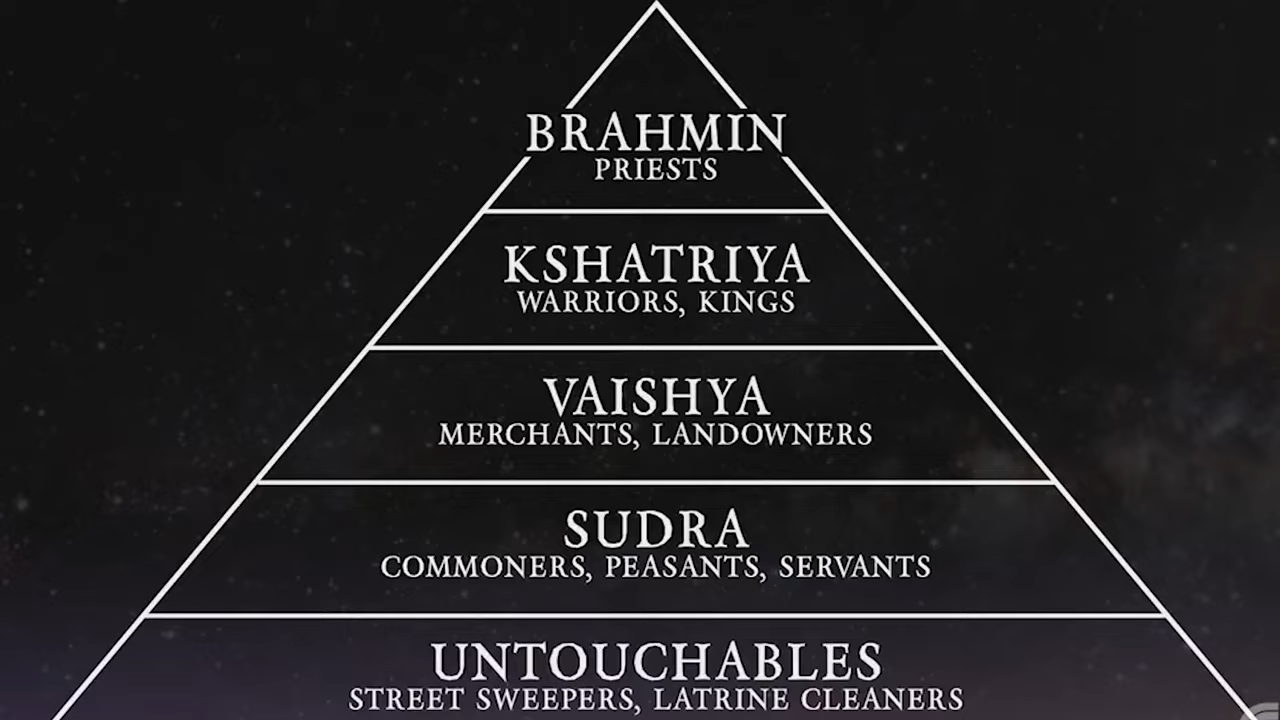 BRAHMIN
PRIESTS
KSHATRIYA
WARRIORS, KINGS
VAISHYA
MERCHANTS, LANDOWNERS
SUDRA
COMMONERS, PEASANTS, SERVANTS
UNTOUCHABLES
STREET SWEEPERS, LATRINE CLEANERS